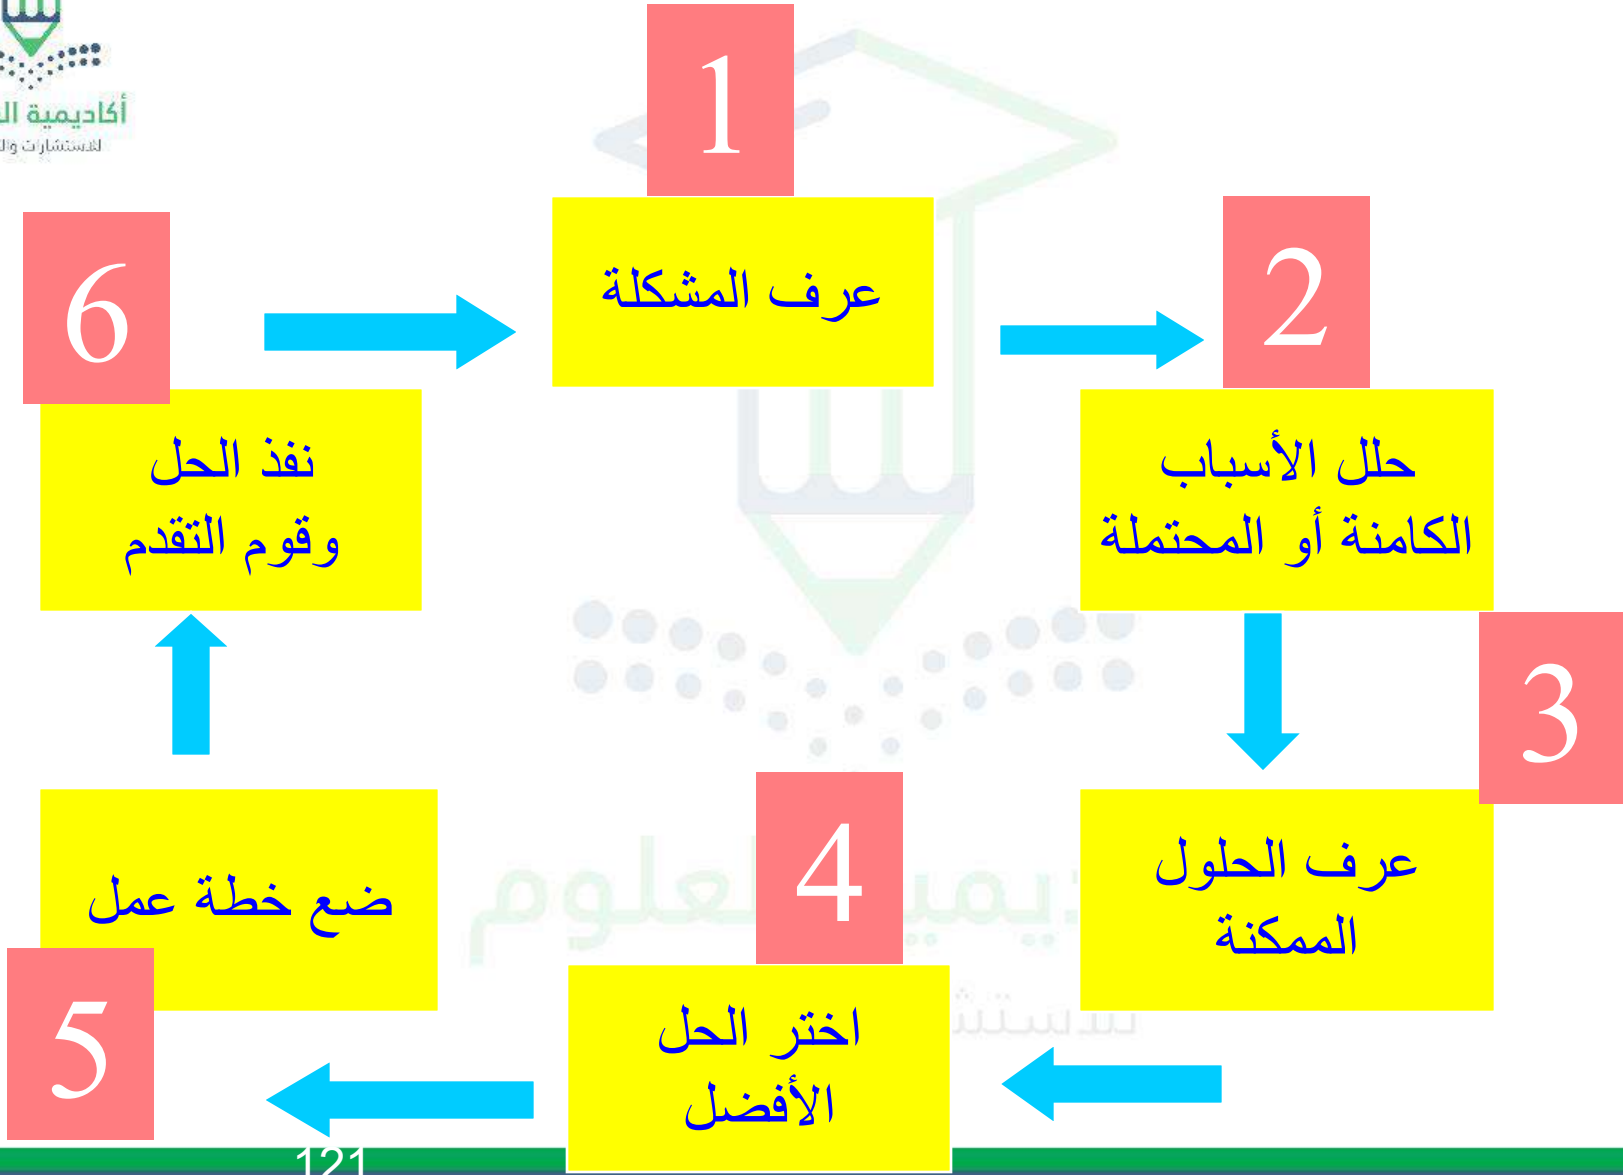 أكاديمية
1
عرف المشكلة
2
حلل الأسباب
الكامنة أو المحتملة
3
عرف الحلول
الممكنة
4
اختر الحل
الأفضل
5
ضع خطة عمل
6
نفذ الحل
وقوم التقدم
121